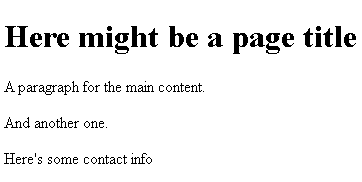 Here might be a page title
A paragraph for the main content.
And another one.
Here's some contact info